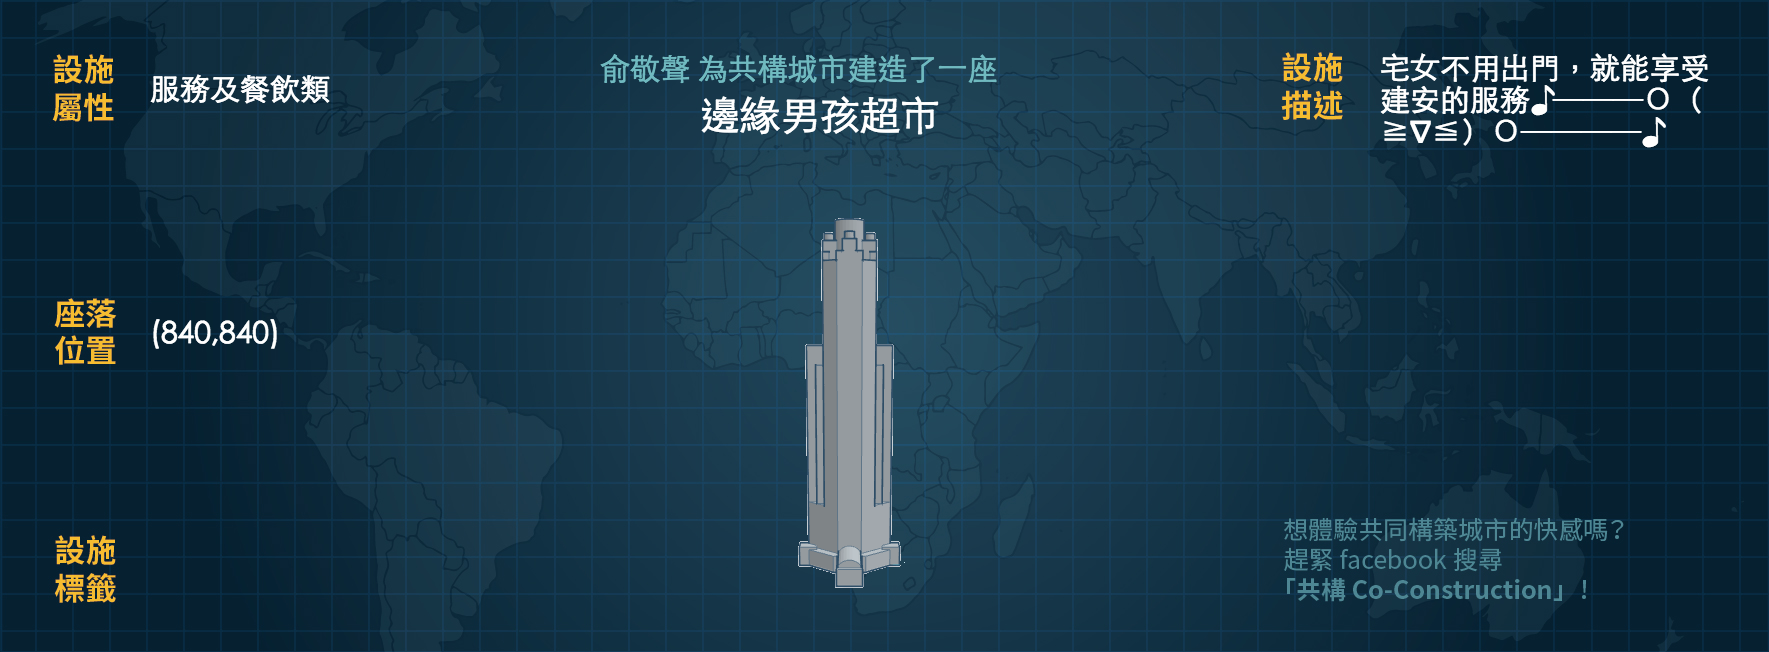 設施
屬性
服務及餐飲類
俞敬聲 為共構城市建造了一座
邊緣男孩超市
設施
描述
宅女不用出門，就能享受
建安的服務♪———Ｏ（
≧∇≦）Ｏ————♪
座落
位置
(840,840)
設施
標籤
想體驗共同構築城市的快感嗎？
趕緊 facebook 搜尋
「共構 Co-Construction」！